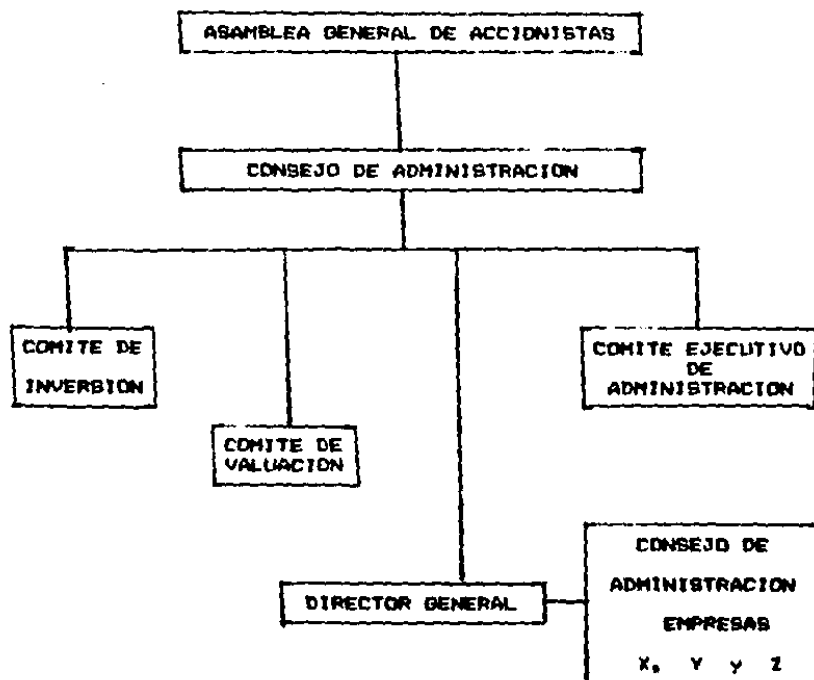 ASAMBLEA GENERAL DE ACCIONISTAS
CONSEJO DE ADMINISTRACION
COMITE DE
INVERSION
COMITE DE
VALUACION
COMITE EJECUTIVO
DE
ADMINISTRACION
DIRECTOR GENERAL
CONSEJO DE
ADMINISTRACION
EMPRESAS
X, Y y Z